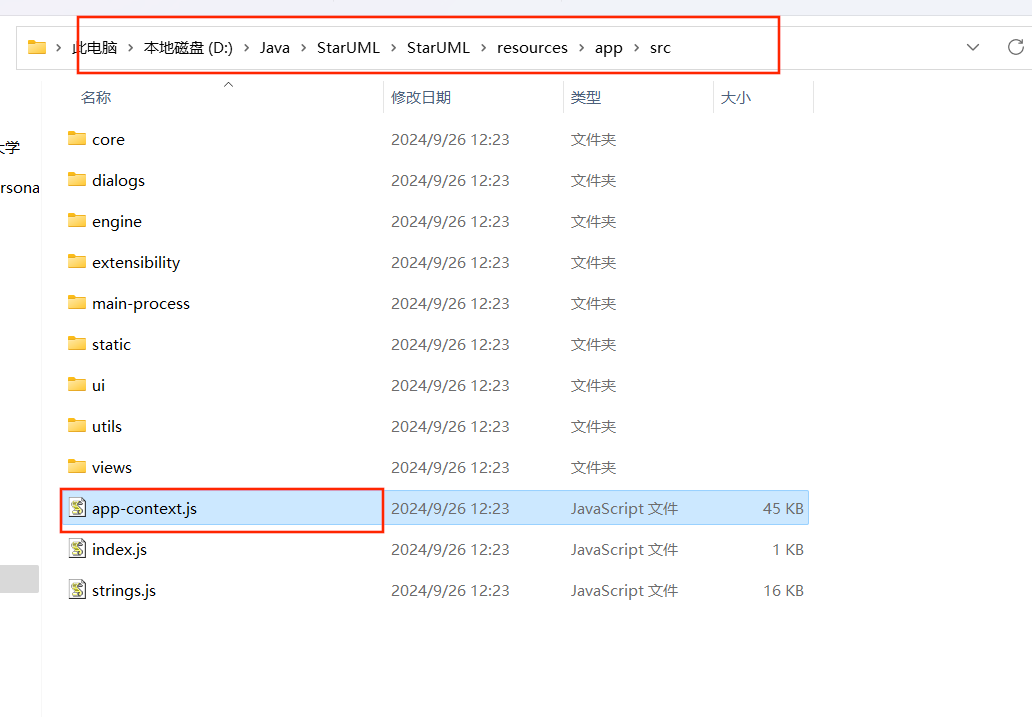 此电脑 › 本地磁盘 (D:) › Java › StarUML › StarUML › resources › app › src
名称 修改日期 类型 大小
大学
rsona
core 2024/9/26 12:23 文件夹
dialogs 2024/9/26 12:23 文件夹
engine 2024/9/26 12:23 文件夹
extensibility 2024/9/26 12:23 文件夹
main-process 2024/9/26 12:23 文件夹
static 2024/9/26 12:23 文件夹
ui 2024/9/26 12:23 文件夹
utils 2024/9/26 12:23 文件夹
views 2024/9/26 12:23 文件夹
app-context.js 2024/9/26 12:23 JavaScript 文件 45 KB
index.js 2024/9/26 12:23 JavaScript 文件 1 KB
strings.js 2024/9/26 12:23 JavaScript 文件 16 KB